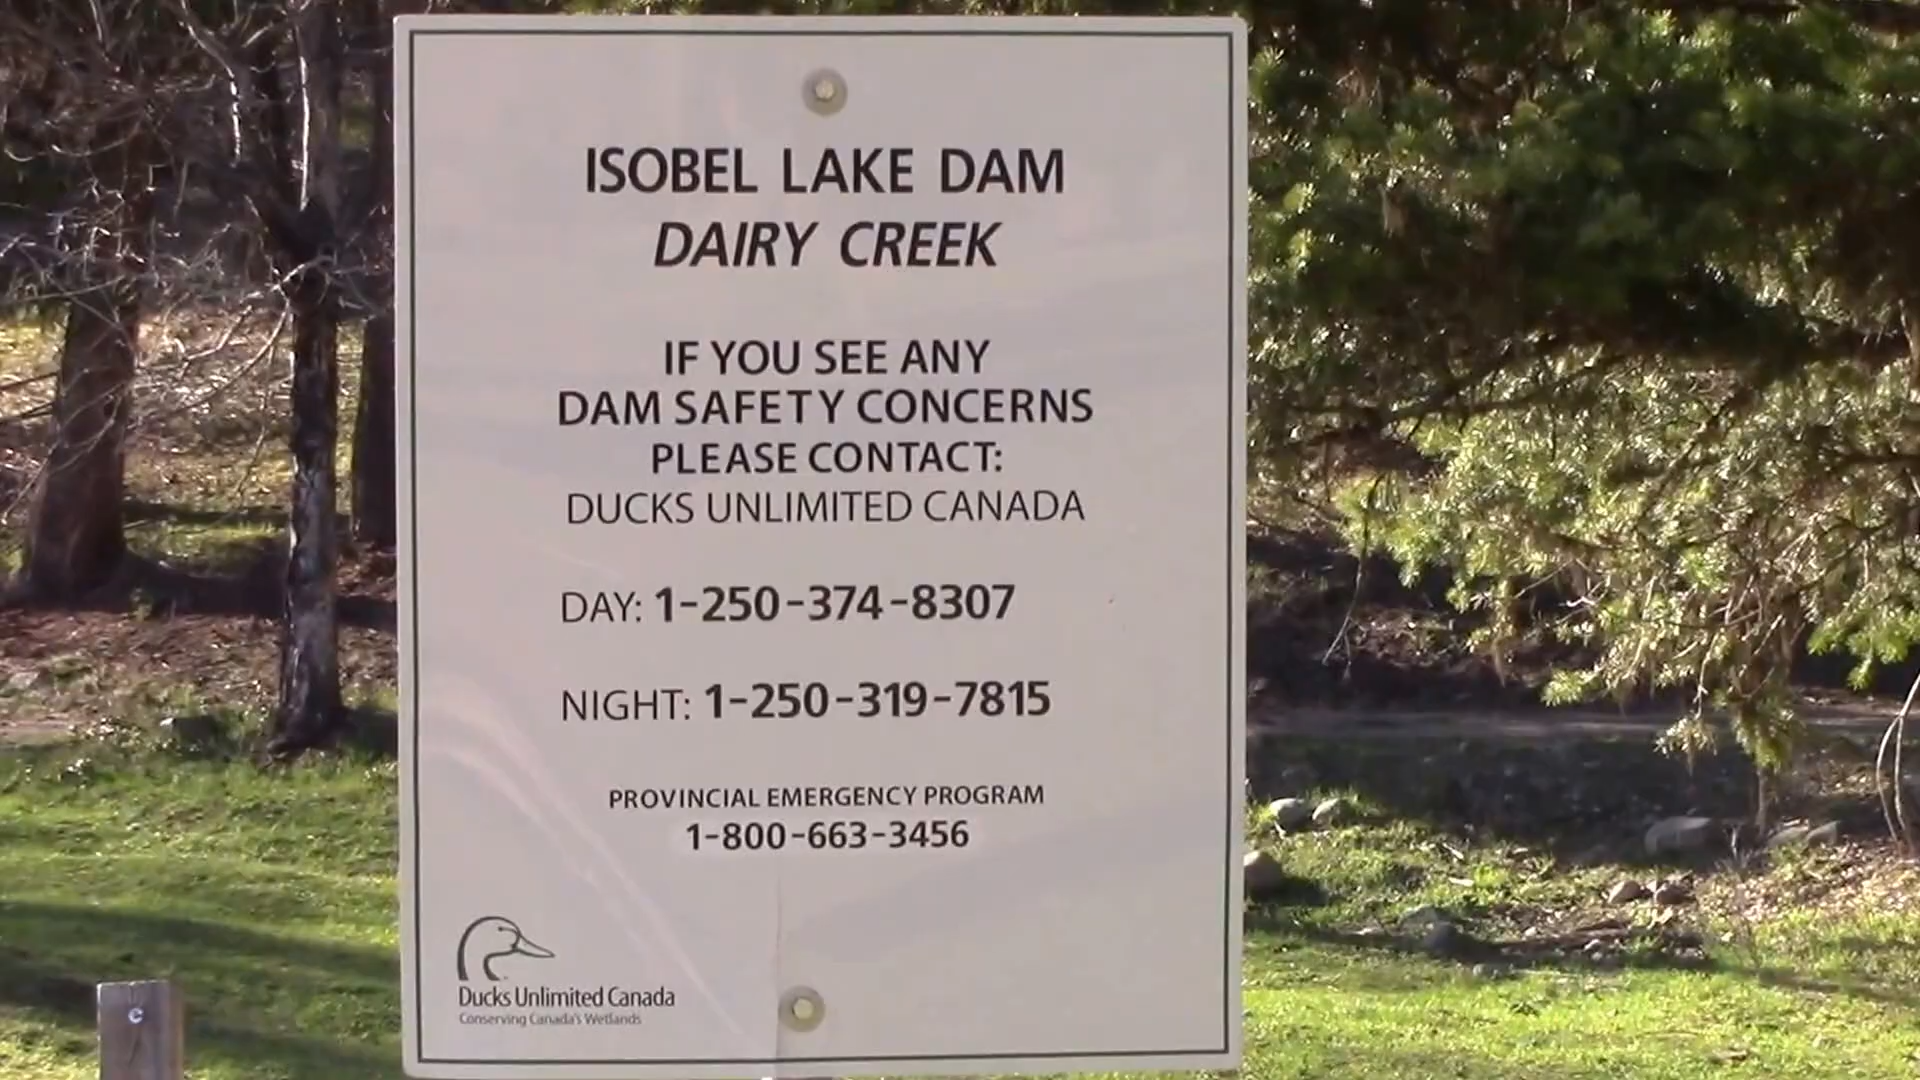 ISOBEL LAKE DAM
DAIRY CREEK
IF YOU SEE ANY
DAM SAFETY CONCERNS
PLEASE CONTACT:
DUCKS UNLIMITED CANADA
DAY: 1-250-374-8307
NIGHT: 1-250-319-7815
PROVINCIAL EMERGENCY PROGRAM
1-800-663-3456
Ducks Unlimited Canada
Conserving Canada's Wetlands